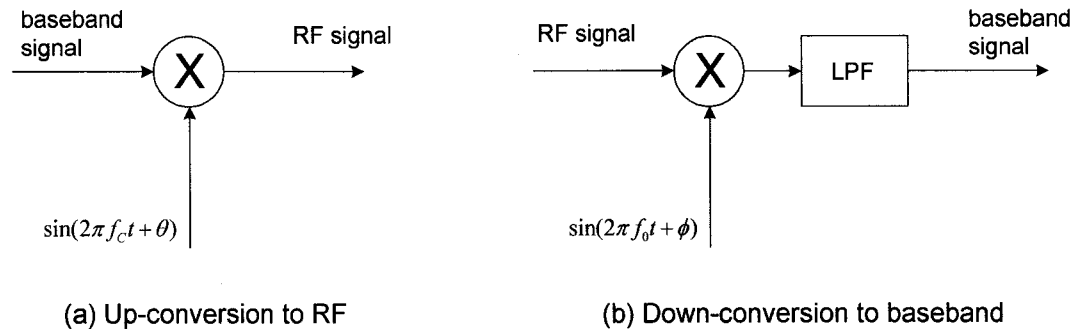 baseband
signal
X
RF signal
sin(2πf_C t + θ)
(a) Up-conversion to RF
RF signal
X
LPF
baseband
signal
sin(2πf_0 t + ϕ)
(b) Down-conversion to baseband